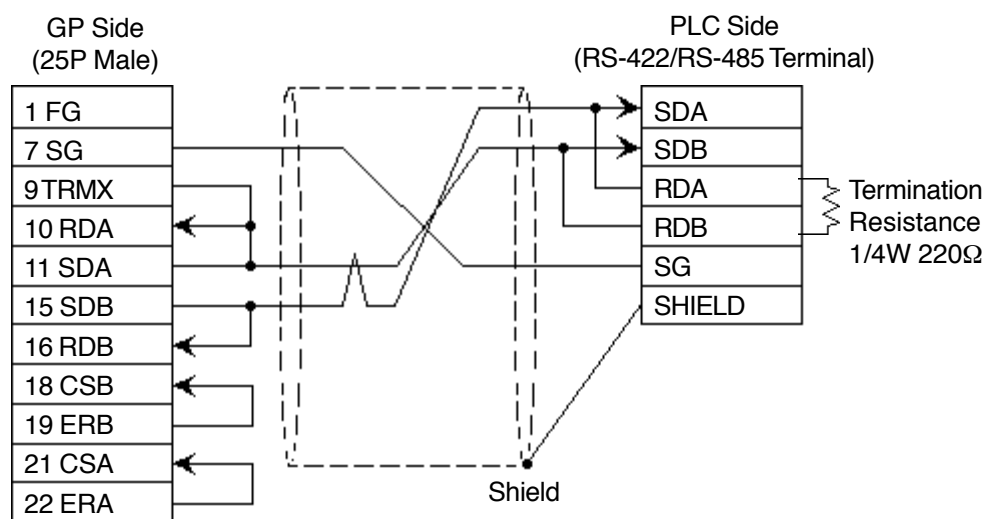 GP Side
(25P Male)
1 FG
7 SG
9 TRMX
10 RDA
11 SDA
15 SDB
16 RDB
18 CSB
19 ERB
21 CSA
22 ERA
Shield
PLC Side
(RS-422/RS-485 Terminal)
SDA
SDB
RDA
RDB
SG
SHIELD
Termination
Resistance
1/4W 220Ω